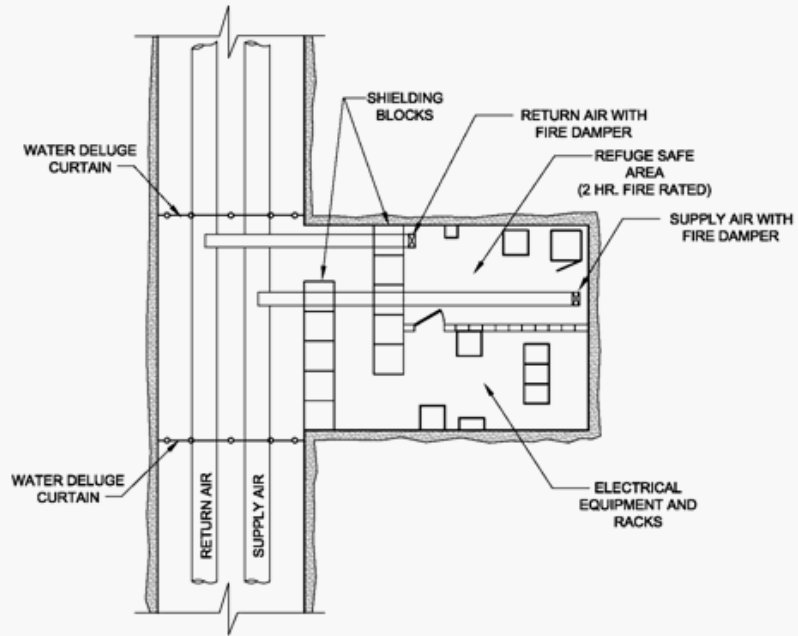 SHIELDING
BLOCKS
RETURN AIR WITH
FIRE DAMPER
WATER DELUGE
CURTAIN
REFUGE SAFE
AREA
(2 HR. FIRE RATED)
SUPPLY AIR WITH
FIRE DAMPER
WATER DELUGE
CURTAIN
RETURN AIR
SUPPLY AIR
ELECTRICAL
EQUIPMENT AND
RACKS